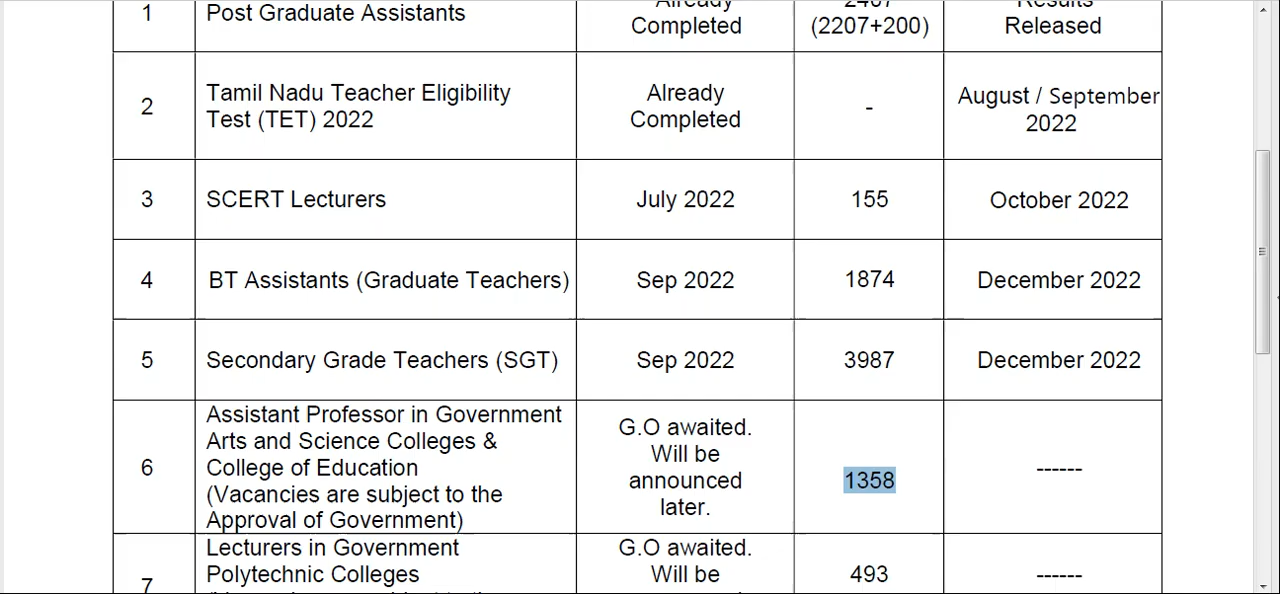 1
Post Graduate Assistants
Already
Completed
(2207+200)
Results
Released
2
Tamil Nadu Teacher Eligibility
Test (TET) 2022
Already
Completed
-
August / September
2022
3
SCERT Lecturers
July 2022
155
October 2022
4
BT Assistants (Graduate Teachers)
Sep 2022
1874
December 2022
5
Secondary Grade Teachers (SGT)
Sep 2022
3987
December 2022
6
Assistant Professor in Government
Arts and Science Colleges &
College of Education
(Vacancies are subject to the
Approval of Government)
G.O awaited.
Will be
announced
later.
1358
------
7
Lecturers in Government
Polytechnic Colleges
G.O awaited.
Will be
493
------